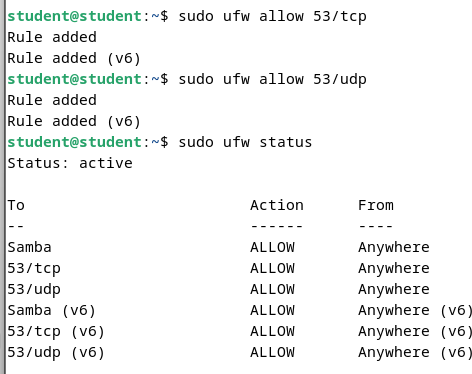 student@student:~$ sudo ufw allow 53/tcp
Rule added
Rule added (v6)
student@student:~$ sudo ufw allow 53/udp
Rule added
Rule added (v6)
student@student:~$ sudo ufw status
Status: active

To                         Action      From
--                         ------      ----
Samba                      ALLOW       Anywhere
53/tcp                     ALLOW       Anywhere
53/udp                     ALLOW       Anywhere
Samba (v6)                 ALLOW       Anywhere (v6)
53/tcp (v6)                ALLOW       Anywhere (v6)
53/udp (v6)                ALLOW       Anywhere (v6)